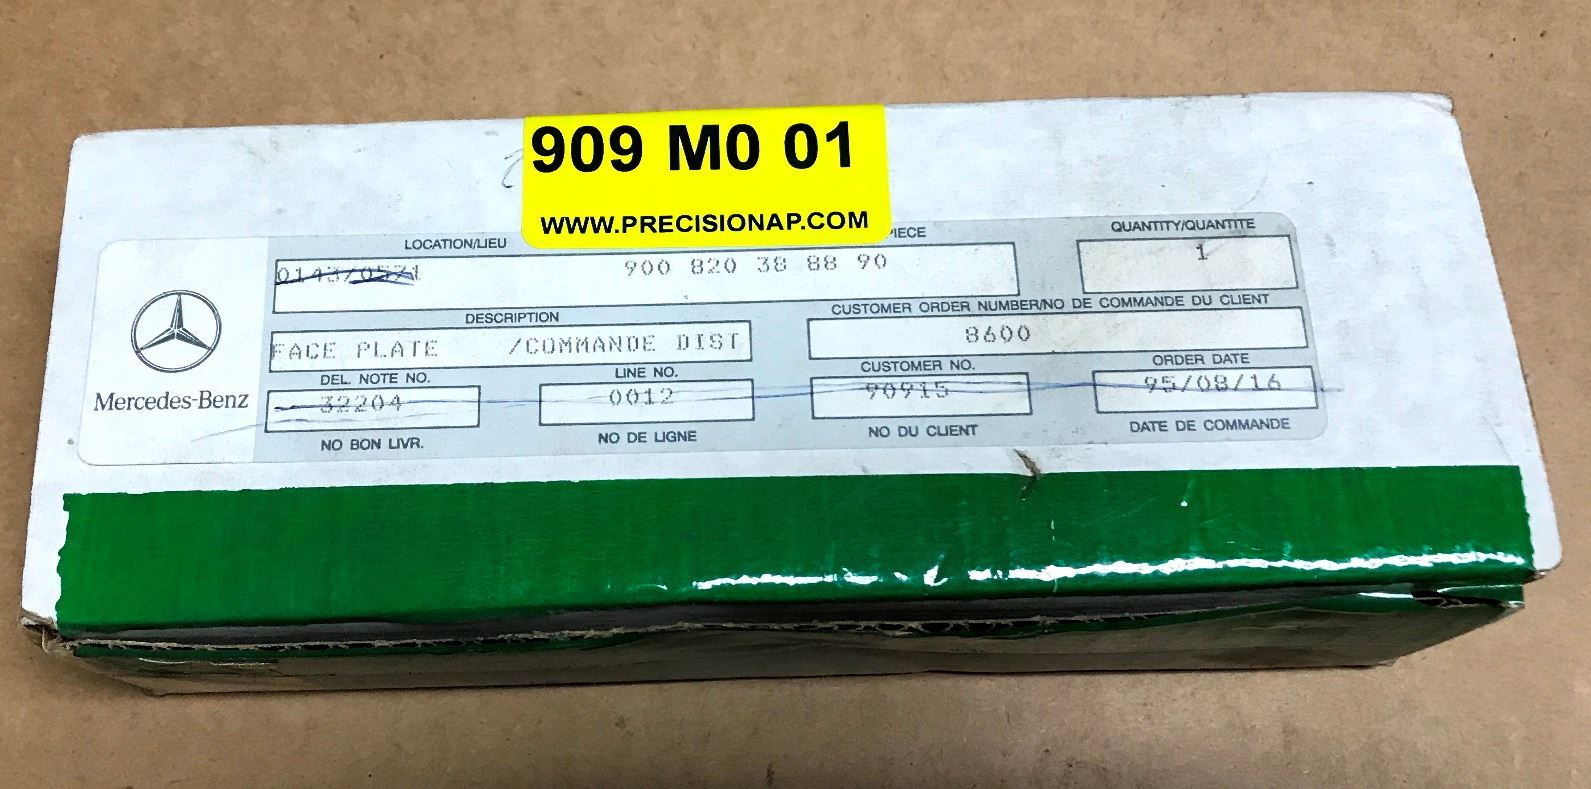 909 M0 01
WWW.PRECISIONAP.COM
LOCATION/LIEU PIECE QUANTITY/QUANTITE
0143/0571 900 820 38 88 90 1
DESCRIPTION CUSTOMER ORDER NUMBER/NO DE COMMANDE DU CLIENT
FACE PLATE /COMMANDE DIST 8600
DEL. NOTE NO. LINE NO. CUSTOMER NO. ORDER DATE
32204 0012 90915 95/08/16
NO BON LIVR. NO DE LIGNE NO DU CLIENT DATE DE COMMANDE
Mercedes-Benz